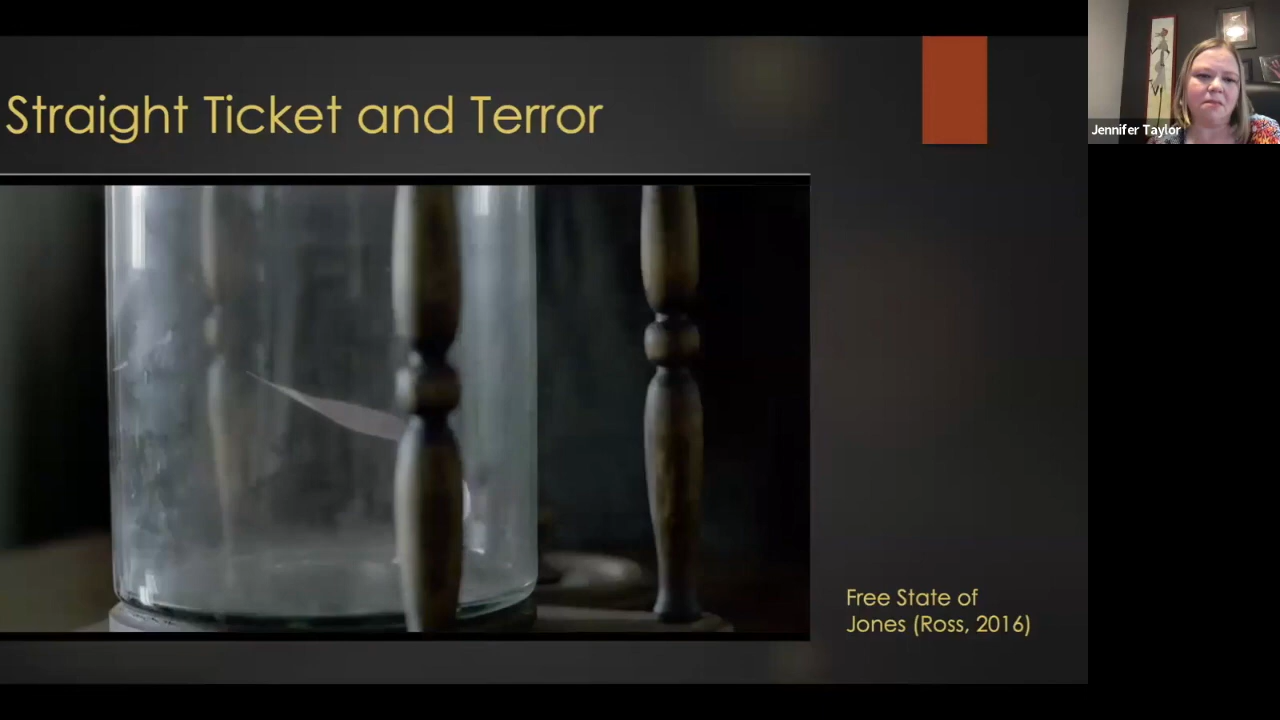 Straight Ticket and Terror
Jennifer Taylor
Free State of
Jones (Ross, 2016)